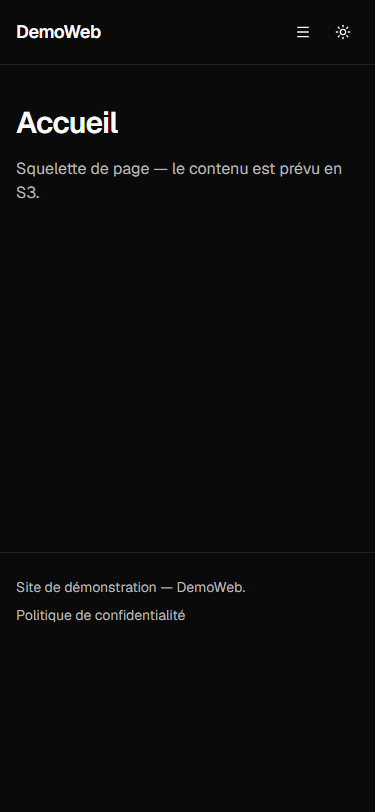 DemoWeb
Accueil
Squelette de page — le contenu est prévu en
S3.
Site de démonstration — DemoWeb.
Politique de confidentialité